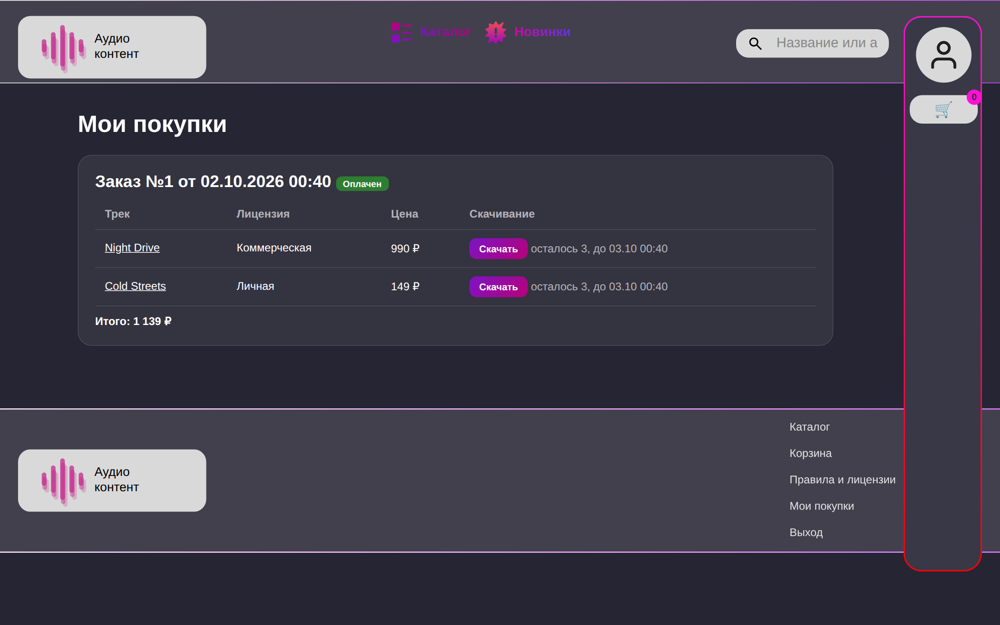 Аудио
контент
Каталог
Новинки
Название или а
0
Мои покупки
Заказ №1 от 02.10.2026 00:40 Оплачен
Трек Лицензия Цена Скачивание
Night Drive Коммерческая 990 ₽ Скачать осталось 3, до 03.10 00:40
Cold Streets Личная 149 ₽ Скачать осталось 3, до 03.10 00:40
Итого: 1 139 ₽
Аудио
контент
Каталог
Корзина
Правила и лицензии
Мои покупки
Выход